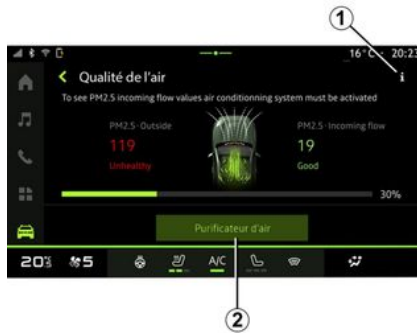 1
16°C · 20:23
Qualité de l'air
i
To see PM2.5 incoming flow values air conditionning system must be activated
PM2.5-Outside
119
Unhealthy
PM2.5-Incoming flow
19
Good
30%
Purificateur d'air
20
5
A/C
2